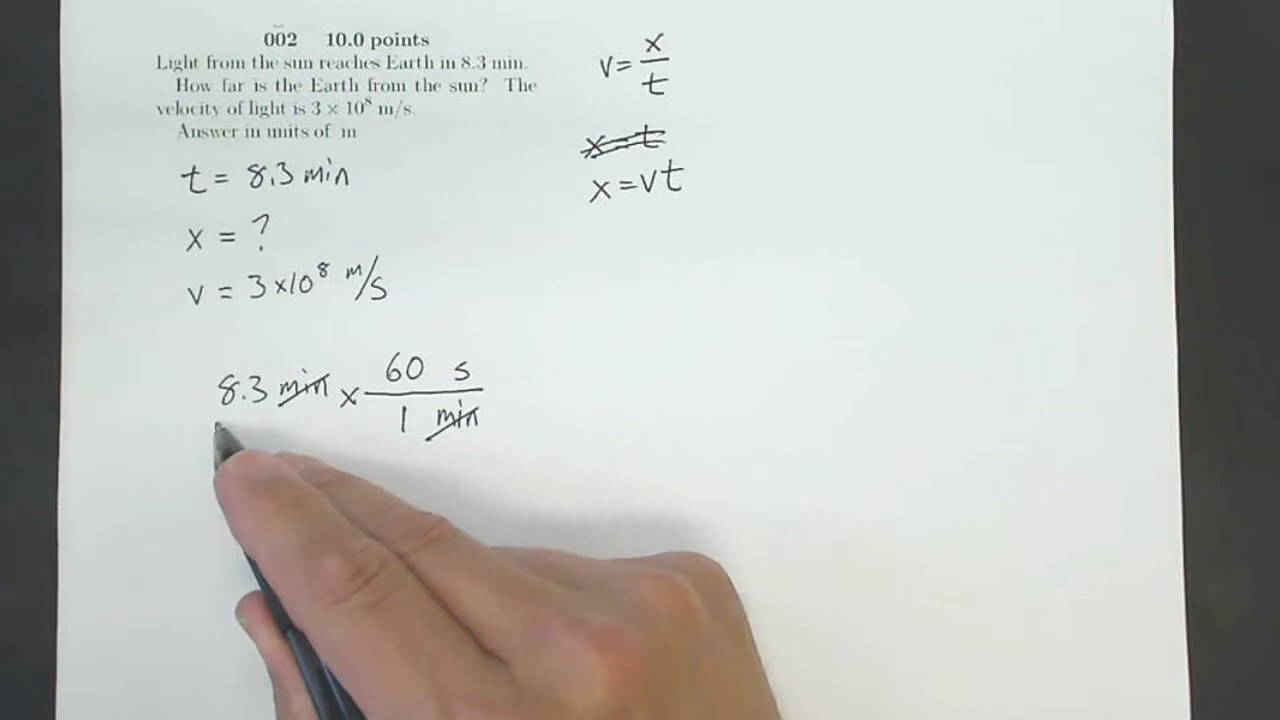 002 10.0 points
Light from the sun reaches Earth in 8.3 min.
How far is the Earth from the sun? The
velocity of light is 3 × 10⁸ m/s.
Answer in units of m
t = 8.3 min
x = ?
v = 3×10⁸ m/s
v = x/t
x = t
x = vt
8.3 min × 60 s / 1 min